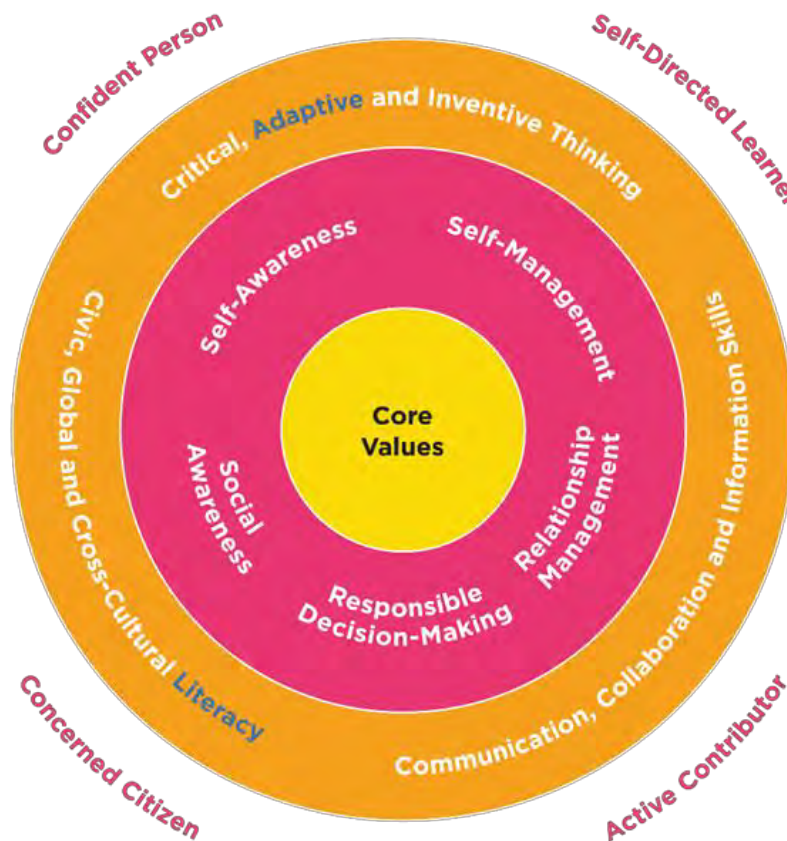 Confident Person
Self-Directed Learner
Critical, Adaptive and Inventive Thinking
Self-Awareness
Self-Management
Civic, Global and Cross-Cultural Literacy
Communication, Collaboration and Information Skills
Core
Values
Social
Awareness
Relationship
Management
Responsible
Decision-Making
Concerned Citizen
Active Contributor